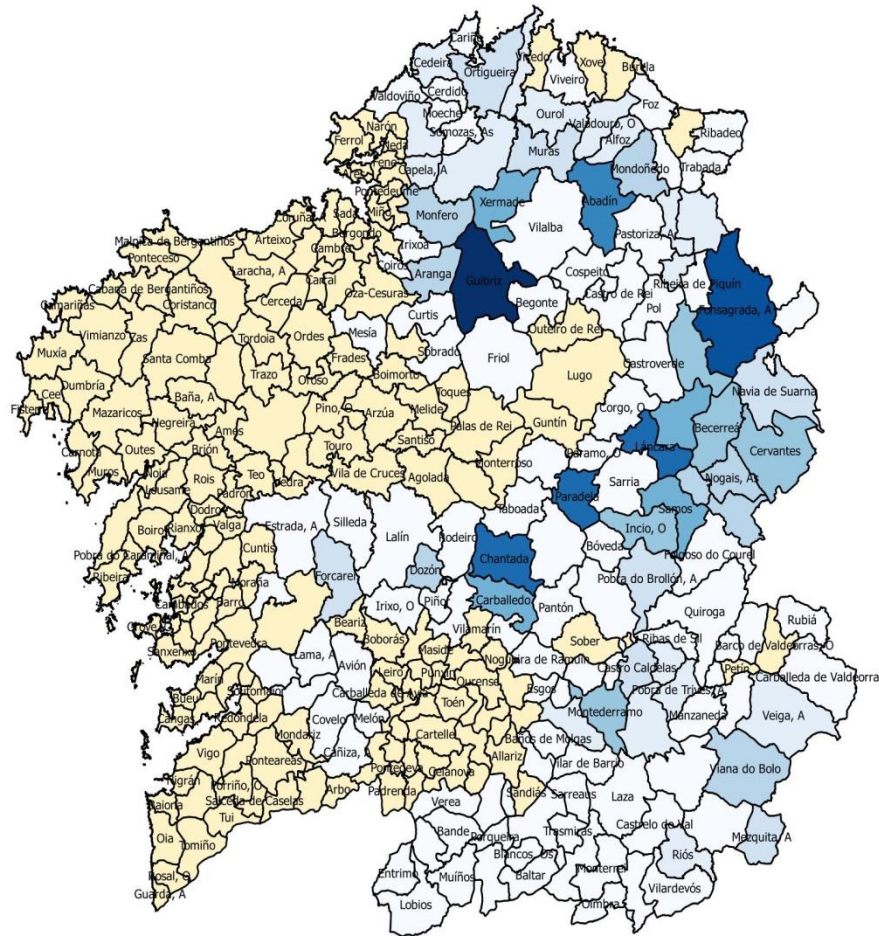 Cariño
Cedeira
Ortigueira
Vicedo, O
Xove
Burela
Viveiro
Cerdido
Valdoviño
Foz
Moeche
Ourol
Valadouro, O
Ribadeo
Narón
Somozas, As
Alfoz
Ferrol
Neda
Muras
Fene
Capela, A
Mondoñedo
Trabada
Ares
Pontedeume
Xermade
Abadín
Sada
Miño
Monfero
Coruña, A
Bergondo
Vilalba
Pastoriza, A
Malpica de Bergantiños
Arteixo
Irixoa
Cambre
Ponteceso
Coirós
Laracha, A
Aranga
Cospeito
Carral
Guitiriz
Ribeira de Piquín
Cabana de Bergantiños
Oza-Cesuras
Castro de Rei
Camariñas
Coristanco
Cerceda
Begonte
Pol
Fonsagrada, A
Curtis
Vimianzo
Zas
Mesía
Outeiro de Rei
Tordoia
Ordes
Muxía
Santa Comba
Sobrado
Friol
Frades
Castroverde
Lugo
Trazo
Oroso
Boimorto
Cee
Dumbría
Baña, A
Toques
Navia de Suarna
Pino, O
Arzúa
Melide
Corgo, O
Fisterra
Mazaricos
Negreira
Ames
Palas de Rei
Guntín
Becerreá
Carnota
Outes
Brión
Touro
Santiso
Láncara
Cervantes
Muros
Noia
Rois
Teo
Vedra
Vila de Cruces
Monterroso
Páramo, O
Nogais, As
Lousame
Padrón
Agolada
Paradela
Sarria
Dodro
Boiro
Rianxo
Valga
Taboada
Samos
Estrada, A
Silleda
Incio, O
Pobra do Caramiñal, A
Lalín
Rodeiro
Ribeira
Cuntis
Chantada
Bóveda
Folgoso do Courel
Forcarei
Dozón
Moraña
Pobra do Brollón, A
Cambados
Barro
Irixo, O
Piñor
Carballedo
Pantón
Quiroga
Grove, O
Beariz
Rubiá
Sanxenxo
Pontevedra
Boborás
Vilamarín
Sober
Ribas de Sil
Barco de Valdeorras, O
Lama, A
Avión
Maside
Nogueira de Ramuín
Castro Caldelas
Petín
Marín
Leiro
Punxín
Ourense
Carballeda de Valdeorras
Bueu
Soutomaior
Carballeda de Avia
Toén
Esgos
Pobra de Trives, A
Cangas
Redondela
Covelo
Melón
Montederramo
Manzaneda
Veiga, A
Mondariz
Cartelle
Baños de Molgas
Vigo
Ponteareas
Cañiza, A
Allariz
Vilar de Barrio
Viana do Bolo
Nigrán
Porriño, O
Pontedeva
Celanova
Baiona
Salceda de Caselas
Arbo
Padrenda
Sandiás
Sarreaus
Laza
Tui
Verea
Oia
Tomiño
Bande
Porqueira
Trasmiras
Castrelo do Val
Mezquita, A
Rosal, O
Entrimo
Blancos, Os
Monterrei
Riós
Guarda, A
Muíños
Baltar
Lobios
Vilardevós
Oímbra